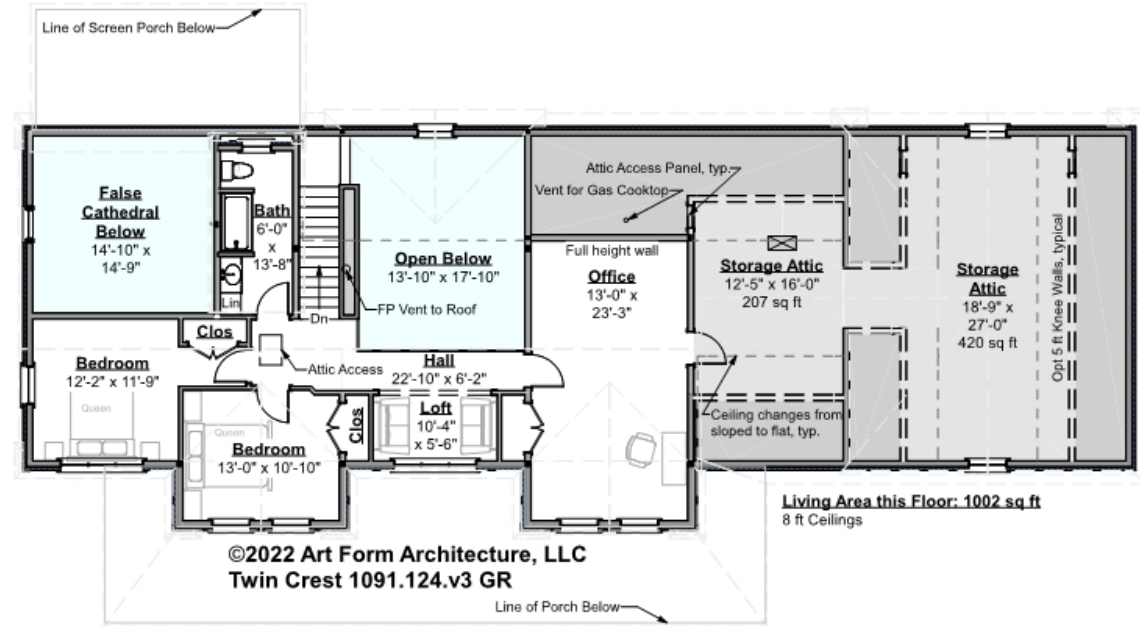 Line of Screen Porch Below
False
Cathedral
Below
14'-10" x
14'-9"
Bath
6'-0"
x
13'-8"
Lin
Dn
Open Below
13'-10" x 17'-10"
FP Vent to Roof
Attic Access Panel, typ.
Vent for Gas Cooktop
Full height wall
Office
13'-0" x
23'-3"
Storage Attic
12'-5" x 16'-0"
207 sq ft
Storage
Attic
18'-9" x
27'-0"
420 sq ft
Opt 5 ft Knee Walls, typical
Clos
Bedroom
12'-2" x 11'-9"
Queen
Attic Access
Hall
22'-10" x 6'-2"
Queen
Bedroom
13'-0" x 10'-10"
Clos
Loft
10'-4"
x 5'-6"
Ceiling changes from
sloped to flat, typ.
Living Area this Floor: 1002 sq ft
8 ft Ceilings
©2022 Art Form Architecture, LLC
Twin Crest 1091.124.v3 GR
Line of Porch Below